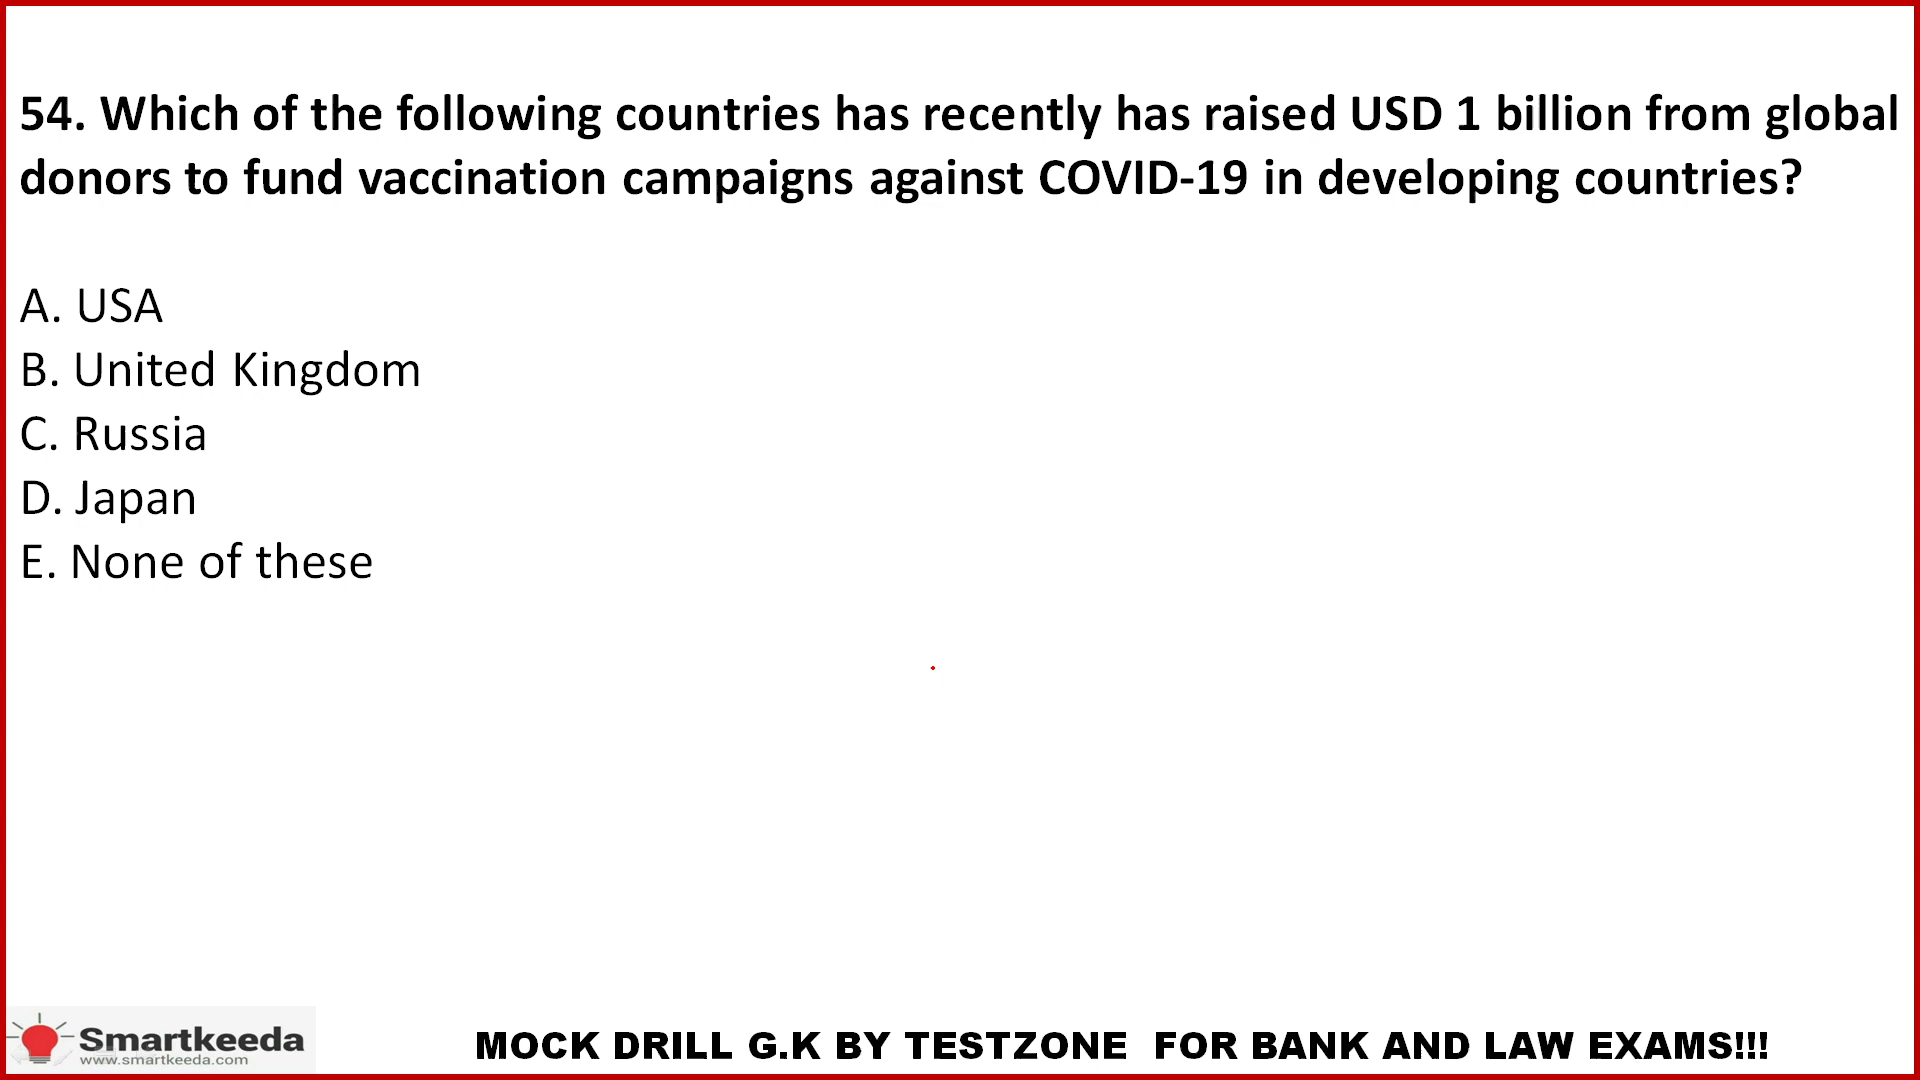 54. Which of the following countries has recently has raised USD 1 billion from global
donors to fund vaccination campaigns against COVID-19 in developing countries?
A. USA
B. United Kingdom
C. Russia
D. Japan
E. None of these
Smartkeeda
www.smartkeeda.com
MOCK DRILL G.K BY TESTZONE FOR BANK AND LAW EXAMS!!!